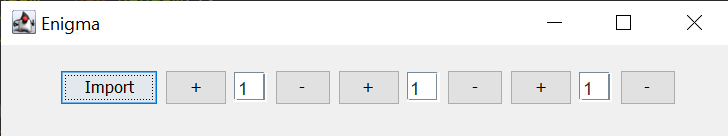 Enigma
Import + 1 - + 1 - + 1 -